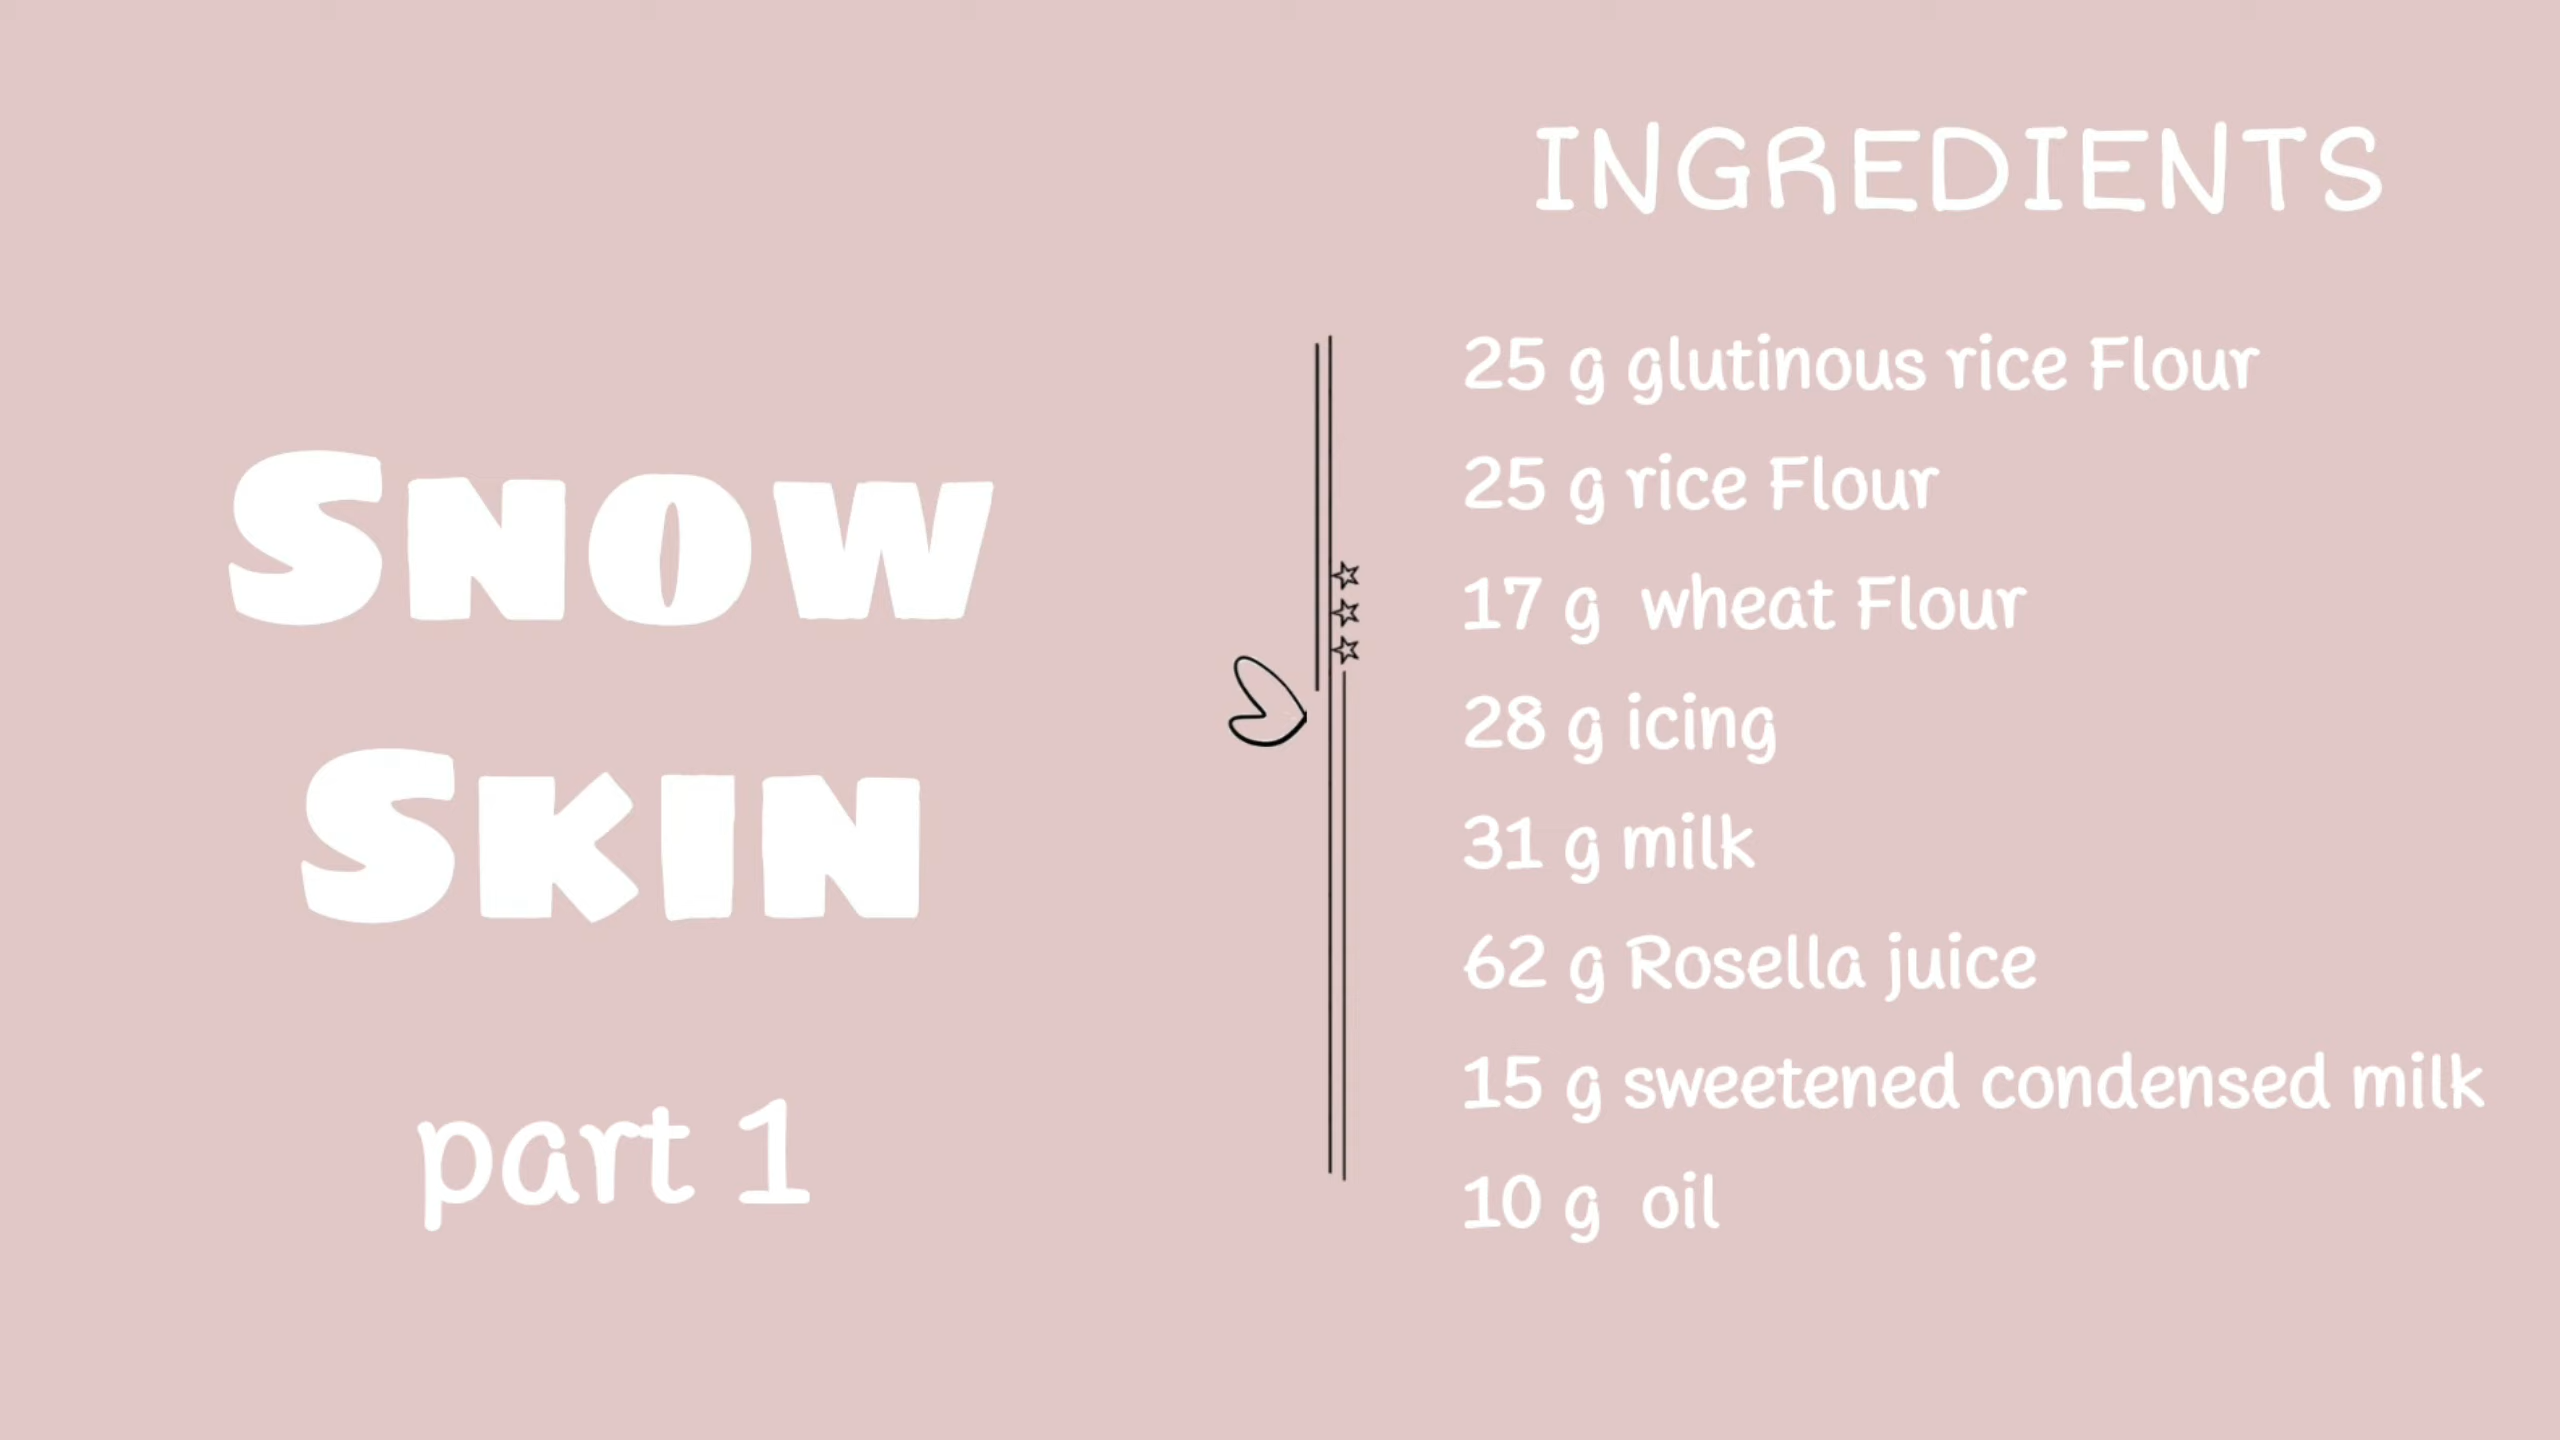 Snow
Skin
part 1
INGREDIENTS
25 g glutinous rice Flour
25 g rice Flour
17 g  wheat Flour
28 g icing
31 g milk
62 g Rosella juice
15 g sweetened condensed milk
10 g  oil